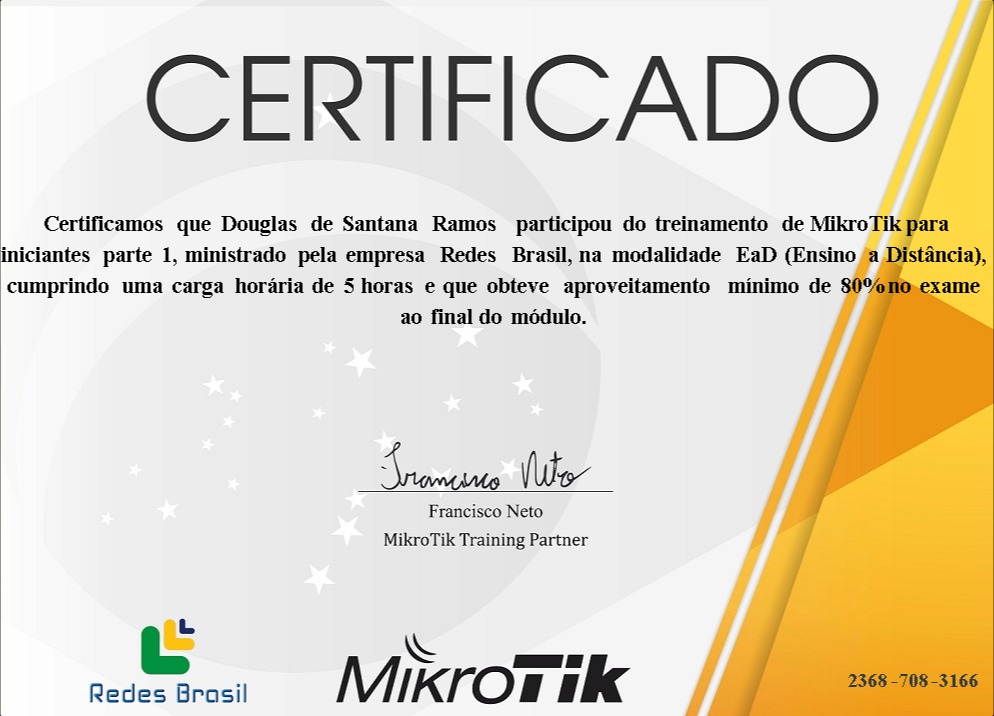 CERTIFICADO
Certificamos que Douglas de Santana Ramos participou do treinamento de MikroTik para
iniciantes parte 1, ministrado pela empresa Redes Brasil, na modalidade EaD (Ensino a Distância),
cumprindo uma carga horária de 5 horas e que obteve aproveitamento mínimo de 80% no exame
ao final do módulo.
Francisco Neto
Francisco Neto
MikroTik Training Partner
Redes Brasil
MikroTik
2368-708-3166